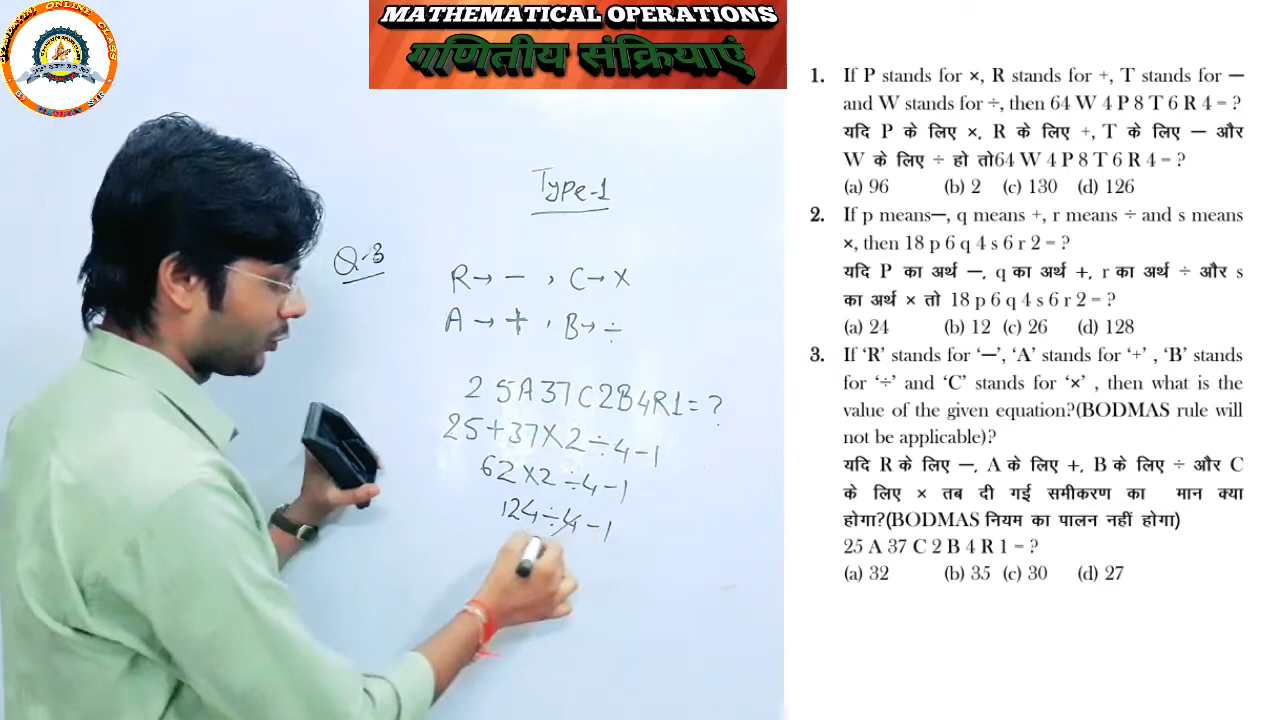 ONLINE CLASS
BY
SIR
MATHEMATICAL OPERATIONS
गणितीय संक्रियाएं
Type-1
Q-3
R→ − , C→×
A→ + , B→ ÷
25A37C2B4R1=?
25+37×2÷4−1
62×2÷4−1
124÷4−1
1. If P stands for ×, R stands for +, T stands for —
and W stands for ÷, then 64 W 4 P 8 T 6 R 4 = ?
यदि P के लिए ×, R के लिए +, T के लिए — और
W के लिए ÷ हो तो64 W 4 P 8 T 6 R 4 = ?
(a) 96 (b) 2 (c) 130 (d) 126
2. If p means—, q means +, r means ÷ and s means
×, then 18 p 6 q 4 s 6 r 2 = ?
यदि P का अर्थ —, q का अर्थ +, r का अर्थ ÷ और s
का अर्थ × तो 18 p 6 q 4 s 6 r 2 = ?
(a) 24 (b) 12 (c) 26 (d) 128
3. If ‘R’ stands for ‘—’, ‘A’ stands for ‘+’ , ‘B’ stands
for ‘÷’ and ‘C’ stands for ‘×’ , then what is the
value of the given equation?(BODMAS rule will
not be applicable)?
यदि R के लिए —, A के लिए +, B के लिए ÷ और C
के लिए × तब दी गई समीकरण का मान क्या
होगा?(BODMAS नियम का पालन नहीं होगा)
25 A 37 C 2 B 4 R 1 = ?
(a) 32 (b) 35 (c) 30 (d) 27